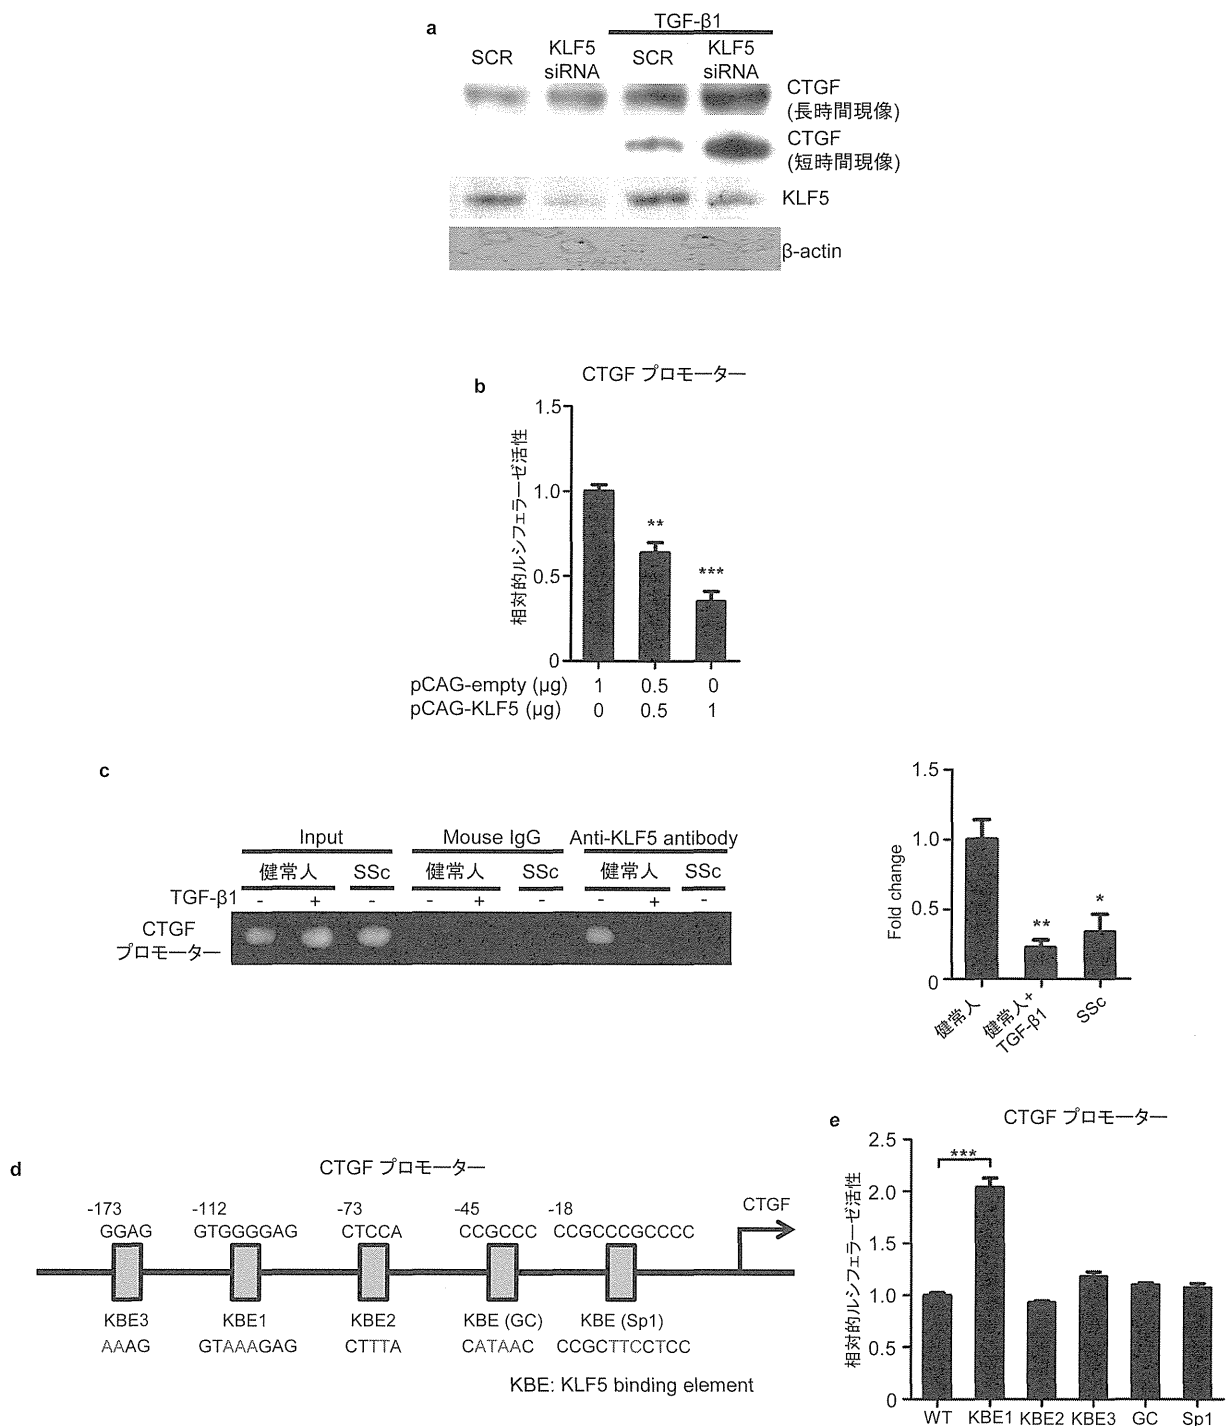 a
TGF-β1
SCR
KLF5
siRNA
SCR
KLF5
siRNA
CTGF
(長時間現像)
CTGF
(短時間現像)
KLF5
β-actin
b
CTGF プロモーター
相対的ルシフェラーゼ活性
1.5
1.0
0.5
0
** 
***
pCAG-empty (μg) 1 0.5 0
pCAG-KLF5 (μg) 0 0.5 1
c
Input Mouse IgG Anti-KLF5 antibody
健常人 SSc 健常人 SSc 健常人 SSc
TGF-β1 - + - - + - - + -
CTGF
プロモーター
Fold change
1.5
1.0
0.5
0
**
*
健常人
健常人+
TGF-β1
SSc
d
CTGF プロモーター
-173 -112 -73 -45 -18 CTGF
GGAG GTGGGGAG CTCCA CCGCCC CCGCCCGCCCC
KBE3 KBE1 KBE2 KBE (GC) KBE (Sp1)
AAAG GTAAAGAG CTTTA CATAAC CCGCTTCCTCC
KBE: KLF5 binding element
e
CTGF プロモーター
相対的ルシフェラーゼ活性
2.5
2.0
1.5
1.0
0.5
0
***
WT KBE1 KBE2 KBE3 GC Sp1